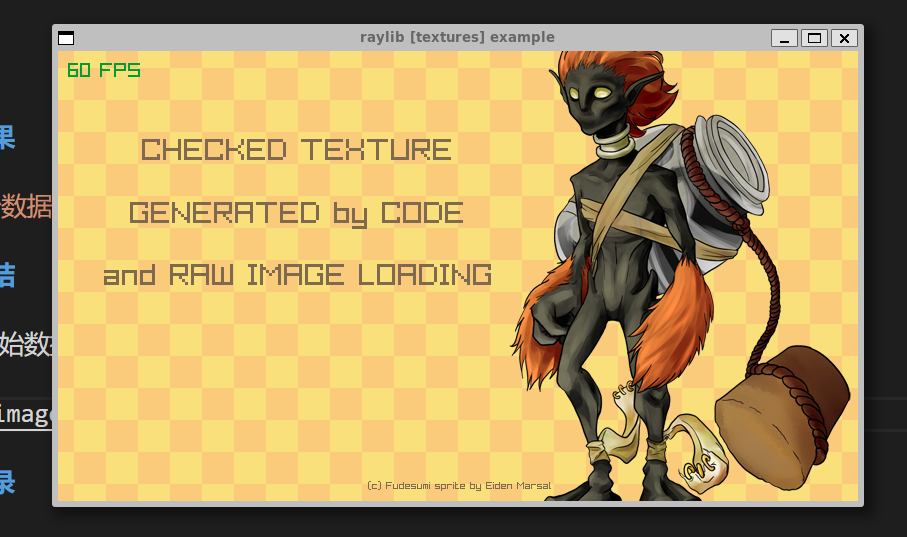 raylib [textures] example
60 FPS
CHECKED TEXTURE
GENERATED by CODE
and RAW IMAGE LOADING
(c) Fudesumi sprite by Eiden Marsal
果
数据
结
始数
image
录